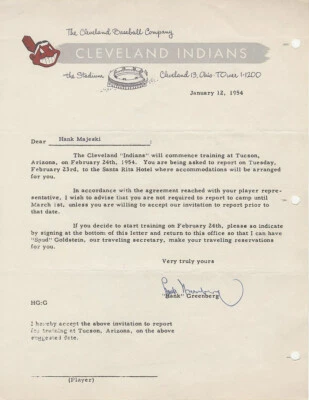 The Cleveland Baseball Company
CLEVELAND INDIANS
the Stadium
Cleveland 13, Ohio - TOwer 1-1200
January 12, 1954
Dear Hank Majeski
The Cleveland "Indians" will commence training at Tucson,
Arizona, on February 24th, 1954. You are being asked to report on Tuesday,
February 23rd, to the Santa Rita Hotel where accommodations will be arranged
for you.
In accordance with the agreement reached with your player repre-
sentative, I wish to advise that you are not required to report to camp until
March 1st, unless you are willing to accept our invitation to report prior to
that date.
If you decide to start training on February 24th, please so indicate
by signing at the bottom of this letter and return to this office so that I can have
"Spud" Goldstein, our traveling secretary, make your traveling reservations
for you.
Very truly yours
Hank Greenberg
"Hank" Greenberg
HG:G
I hereby accept the above invitation to report
for training at Tucson, Arizona, on the above
suggested date.
(Player)